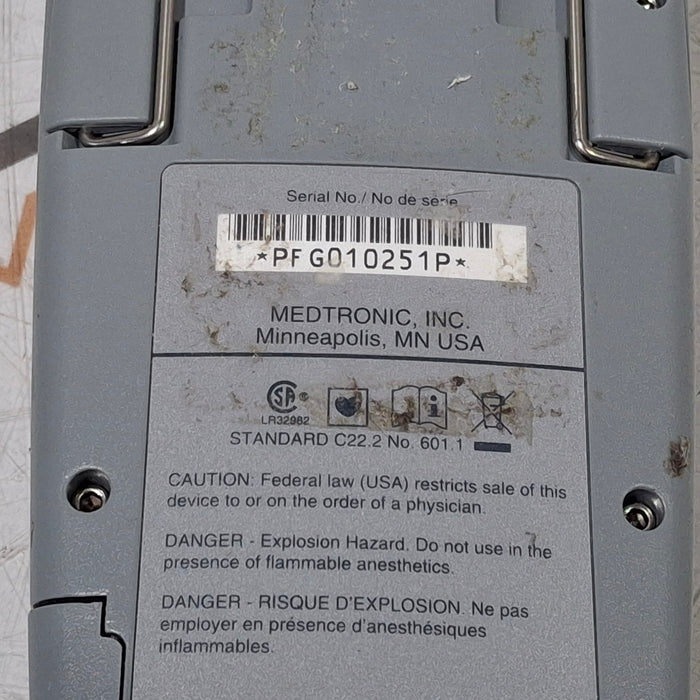 Serial No./ No de série
*PFG010251P*
MEDTRONIC, INC.
Minneapolis, MN USA
LR32982
STANDARD C22.2 No. 601.1
CAUTION: Federal law (USA) restricts sale of this
device to or on the order of a physician.
DANGER - Explosion Hazard. Do not use in the
presence of flammable anesthetics.
DANGER - RISQUE D'EXPLOSION. Ne pas
employer en présence d'anesthésiques
inflammables.